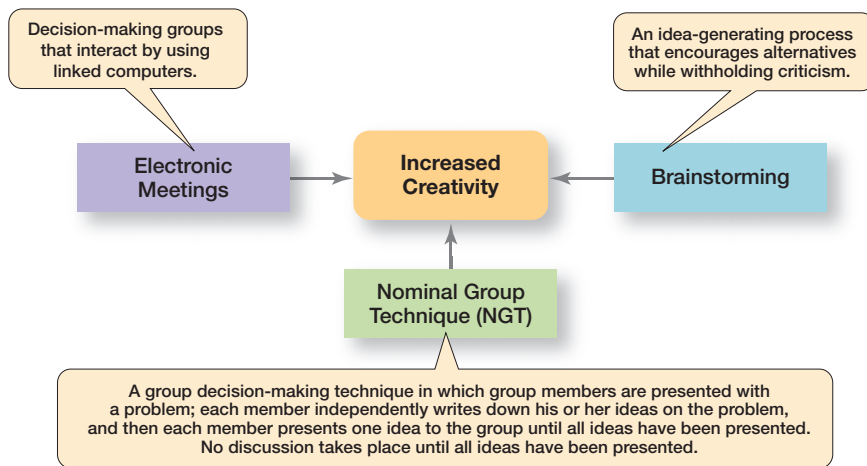 Decision-making groups
that interact by using
linked computers.
An idea-generating process
that encourages alternatives
while withholding criticism.
Electronic
Meetings
Increased
Creativity
Brainstorming
Nominal Group
Technique (NGT)
A group decision-making technique in which group members are presented with
a problem; each member independently writes down his or her ideas on the problem,
and then each member presents one idea to the group until all ideas have been presented.
No discussion takes place until all ideas have been presented.